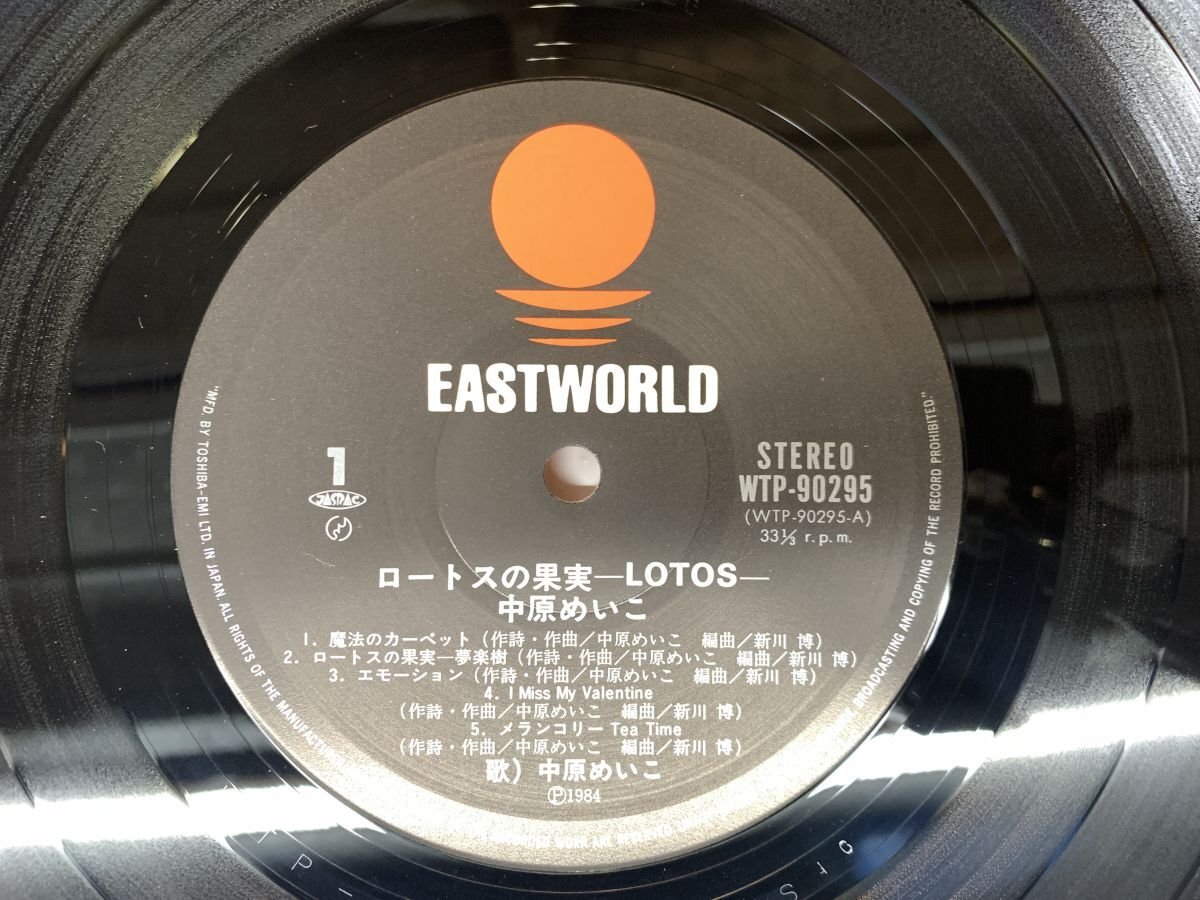 EASTWORLD
1
JASRAC
STEREO
WTP-90295
(WTP-90295-A)
33⅓ r.p.m.
ロートスの果実—LOTOS—
中原めいこ
1. 魔法のカーペット（作詩・作曲／中原めいこ 編曲／新川 博）
2. ロートスの果実—夢楽樹（作詩・作曲／中原めいこ 編曲／新川 博）
3. エモーション（作詩・作曲／中原めいこ 編曲／新川 博）
4. I Miss My Valentine
（作詩・作曲／中原めいこ 編曲／新川 博）
5. メランコリー Tea Time
（作詩・作曲／中原めいこ 編曲／新川 博）
歌）中原めいこ
Ⓟ1984
"MFD. BY TOSHIBA-EMI LTD. IN JAPAN. ALL RIGHTS OF THE MANUFACTURER WORK ARE BROADCASTING AND COPYING OF THE RECORD PROHIBITED."